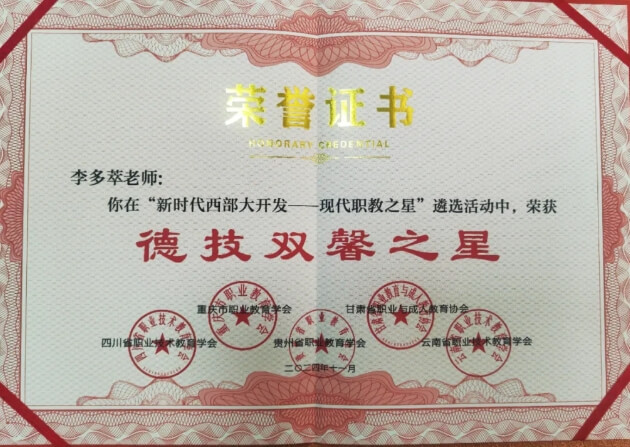 荣誉证书
HONORARY CREDENTIAL
李多萃老师:
你在“新时代西部大开发——现代职教之星”遴选活动中，荣获
德技双馨之星
重庆市职业教育学会 甘肃省职业与成人教育协会
四川省职业技术教育学会 贵州省职业教育学会 云南省职业技术教育学会
二〇二四年十一月